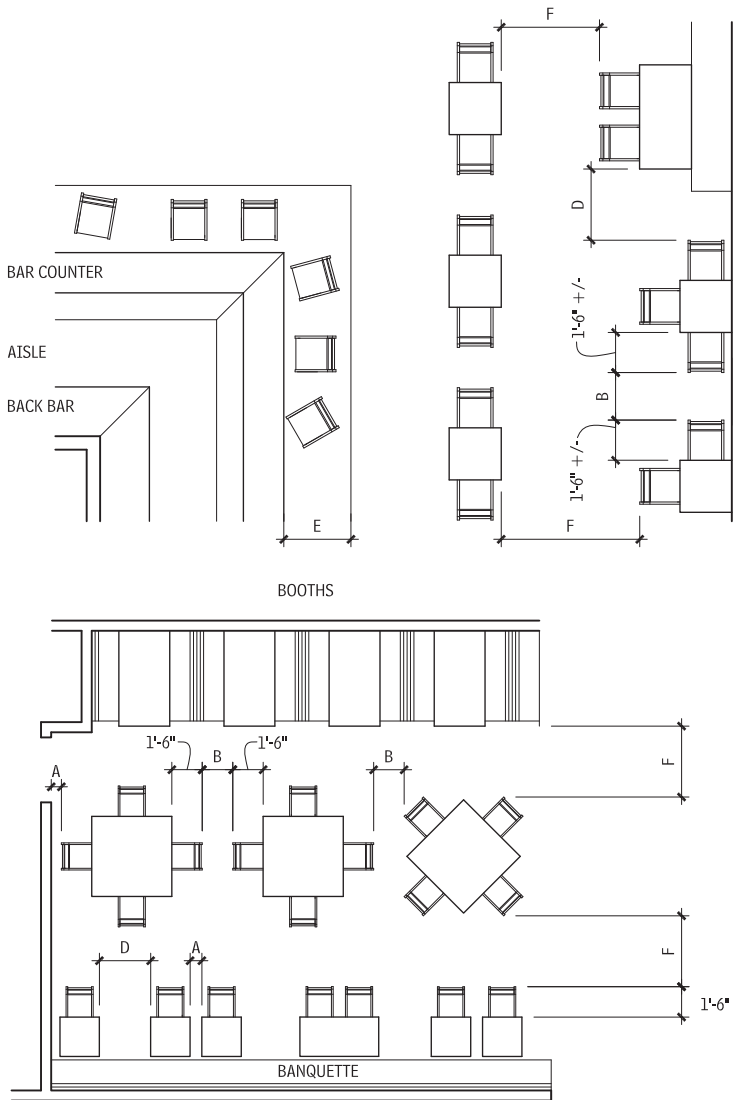 F
D
BAR COUNTER
1'-6" +/-
AISLE
B
BACK BAR
1'-6" +/-
E
F
BOOTHS
1'-6"
B
1'-6"
B
F
A
D
A
F
1'-6"
BANQUETTE